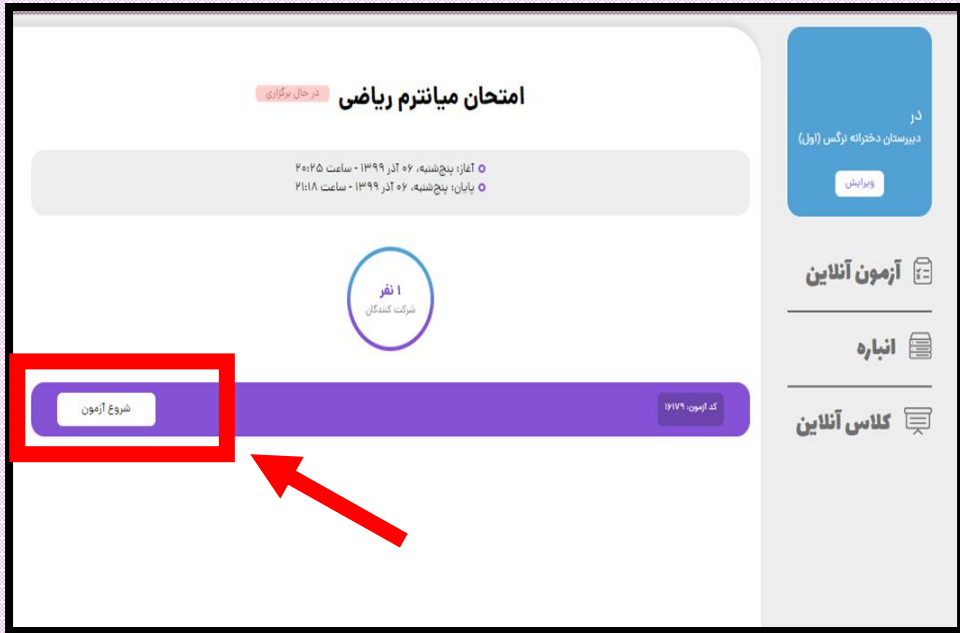 در
دبیرستان دخترانه نرگس (اول)
ویرایش
آزمون آنلاین
انباره
کلاس آنلاین
امتحان میانترم ریاضی در حال برگزاری
آغاز: پنج‌شنبه، ۰۶ آذر ۱۳۹۹ - ساعت ۲۰:۲۵
پایان: پنج‌شنبه، ۰۶ آذر ۱۳۹۹ - ساعت ۲۱:۱۸
۱ نفر
شرکت کنندگان
کد آزمون: ۱۶۱۷۹
شروع آزمون